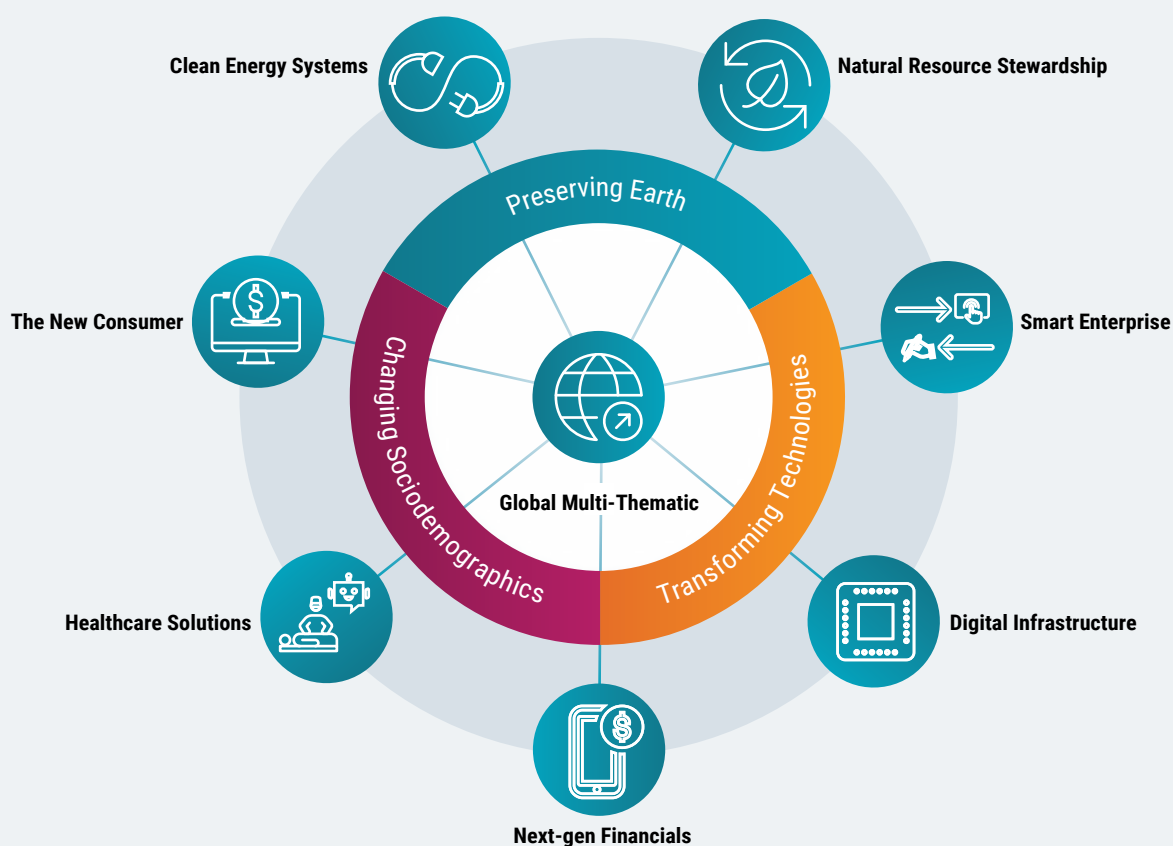 Clean Energy Systems
Natural Resource Stewardship
Preserving Earth
The New Consumer
Smart Enterprise
Changing Sociodemographics
Transforming Technologies
Global Multi-Thematic
Healthcare Solutions
Digital Infrastructure
Next-gen Financials